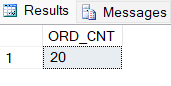 Results Messages
ORD_CNT
1 20